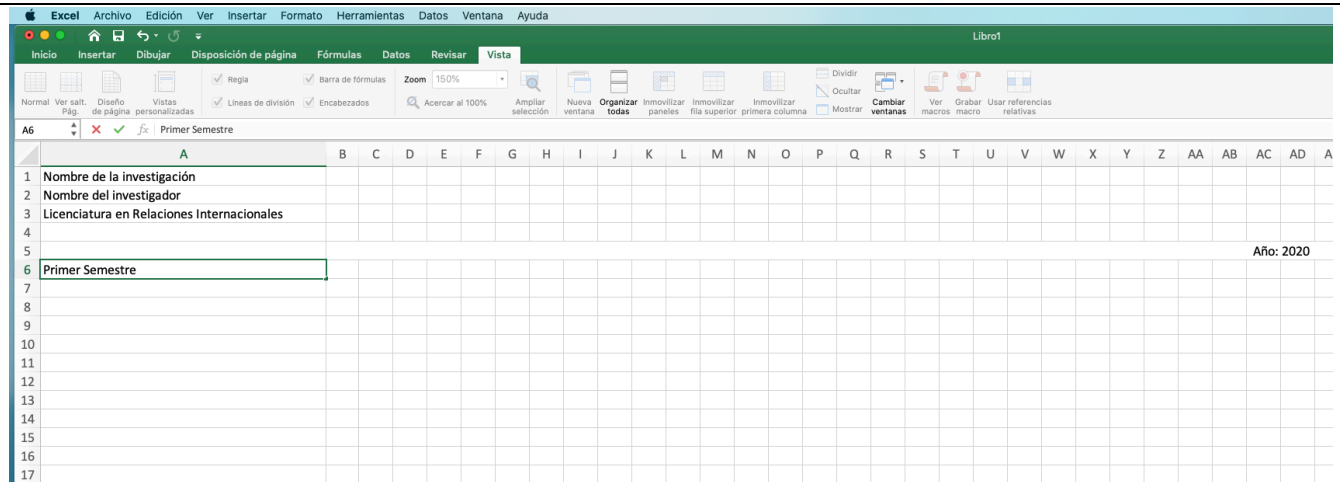 Excel Archivo Edición Ver Insertar Formato Herramientas Datos Ventana Ayuda
Libro1
Inicio Insertar Dibujar Disposición de página Fórmulas Datos Revisar Vista
Normal
Ver salt. Pág.
Diseño de página
Vistas personalizadas
Regla
Líneas de división
Barra de fórmulas
Encabezados
Zoom 150%
Acercar al 100%
Ampliar selección
Nueva ventana
Organizar todas
Inmovilizar paneles
Inmovilizar fila superior
Inmovilizar primera columna
Dividir
Ocultar
Mostrar
Cambiar ventanas
Ver macros
Grabar macro
Usar referencias relativas
A6 fx Primer Semestre
A B C D E F G H I J K L M N O P Q R S T U V W X Y Z AA AB AC AD A
1 Nombre de la investigación
2 Nombre del investigador
3 Licenciatura en Relaciones Internacionales
4
5 Año: 2020
6 Primer Semestre
7
8
9
10
11
12
13
14
15
16
17